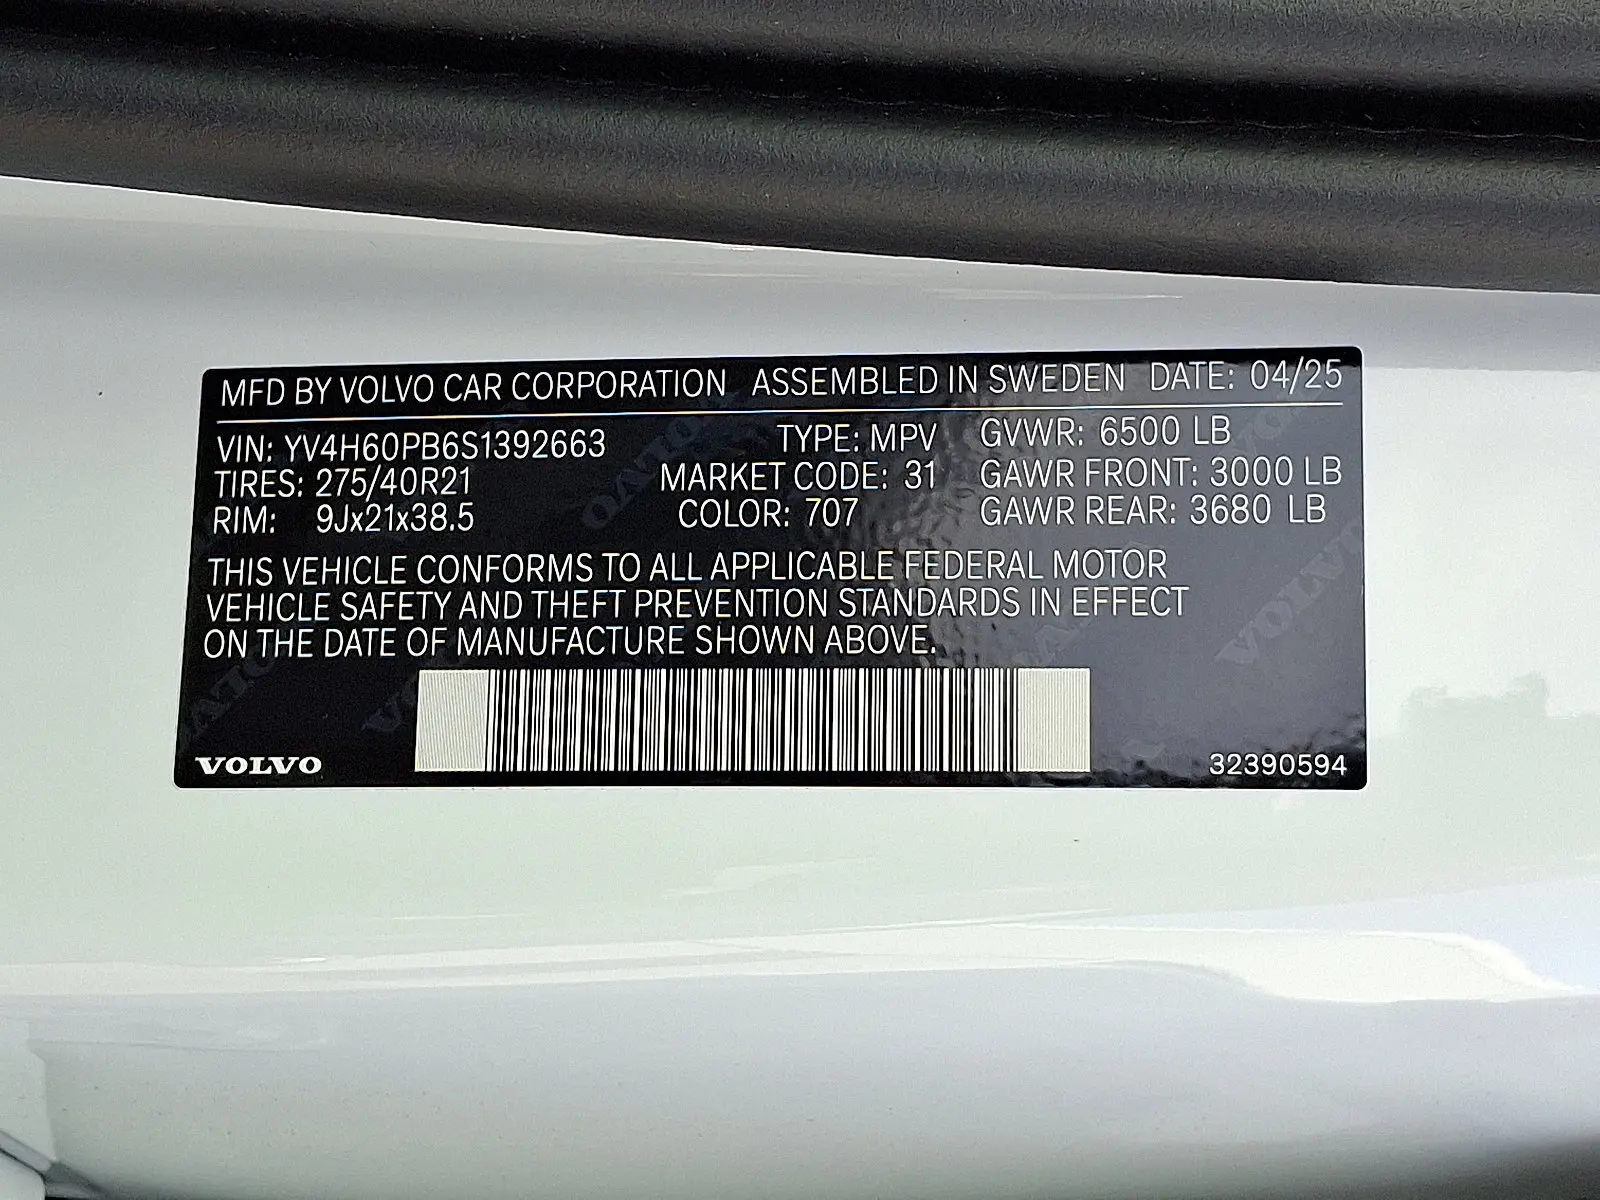 MFD BY VOLVO CAR CORPORATION ASSEMBLED IN SWEDEN DATE: 04/25
VIN: YV4H60PB6S1392663 TYPE: MPV GVWR: 6500 LB
TIRES: 275/40R21 MARKET CODE: 31 GAWR FRONT: 3000 LB
RIM: 9Jx21x38.5 COLOR: 707 GAWR REAR: 3680 LB
THIS VEHICLE CONFORMS TO ALL APPLICABLE FEDERAL MOTOR
VEHICLE SAFETY AND THEFT PREVENTION STANDARDS IN EFFECT
ON THE DATE OF MANUFACTURE SHOWN ABOVE.
VOLVO 32390594